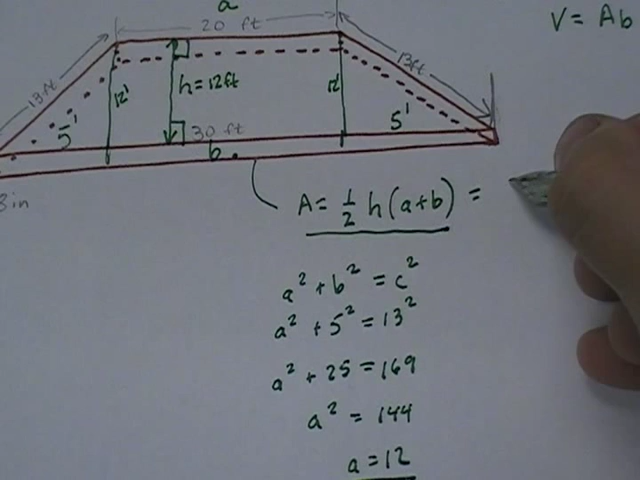 a
20 ft
V = Ab
13ft
13ft
12'
h = 12ft
12'
5'
5'
30 ft
b
3in
A = 1/2 h(a+b) =
a² + b² = c²
a² + 5² = 13²
a² + 25 = 169
a² = 144
a = 12